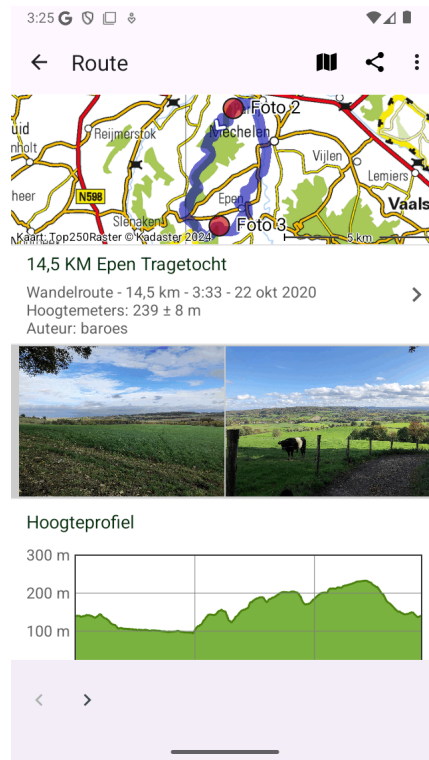 3:25
Route
Foto 2
Reijmerstok
Mechelen
Vijlen
Lemiers
N598
Epen
Vaals
Slenaken
Foto 3
Kaart: Top250Raster © Kadaster 2024
5 km
14,5 KM Epen Tragetocht
Wandelroute - 14,5 km - 3:33 - 22 okt 2020
Hoogtemeters: 239 ± 8 m
Auteur: baroes
Hoogteprofiel
300 m
200 m
100 m